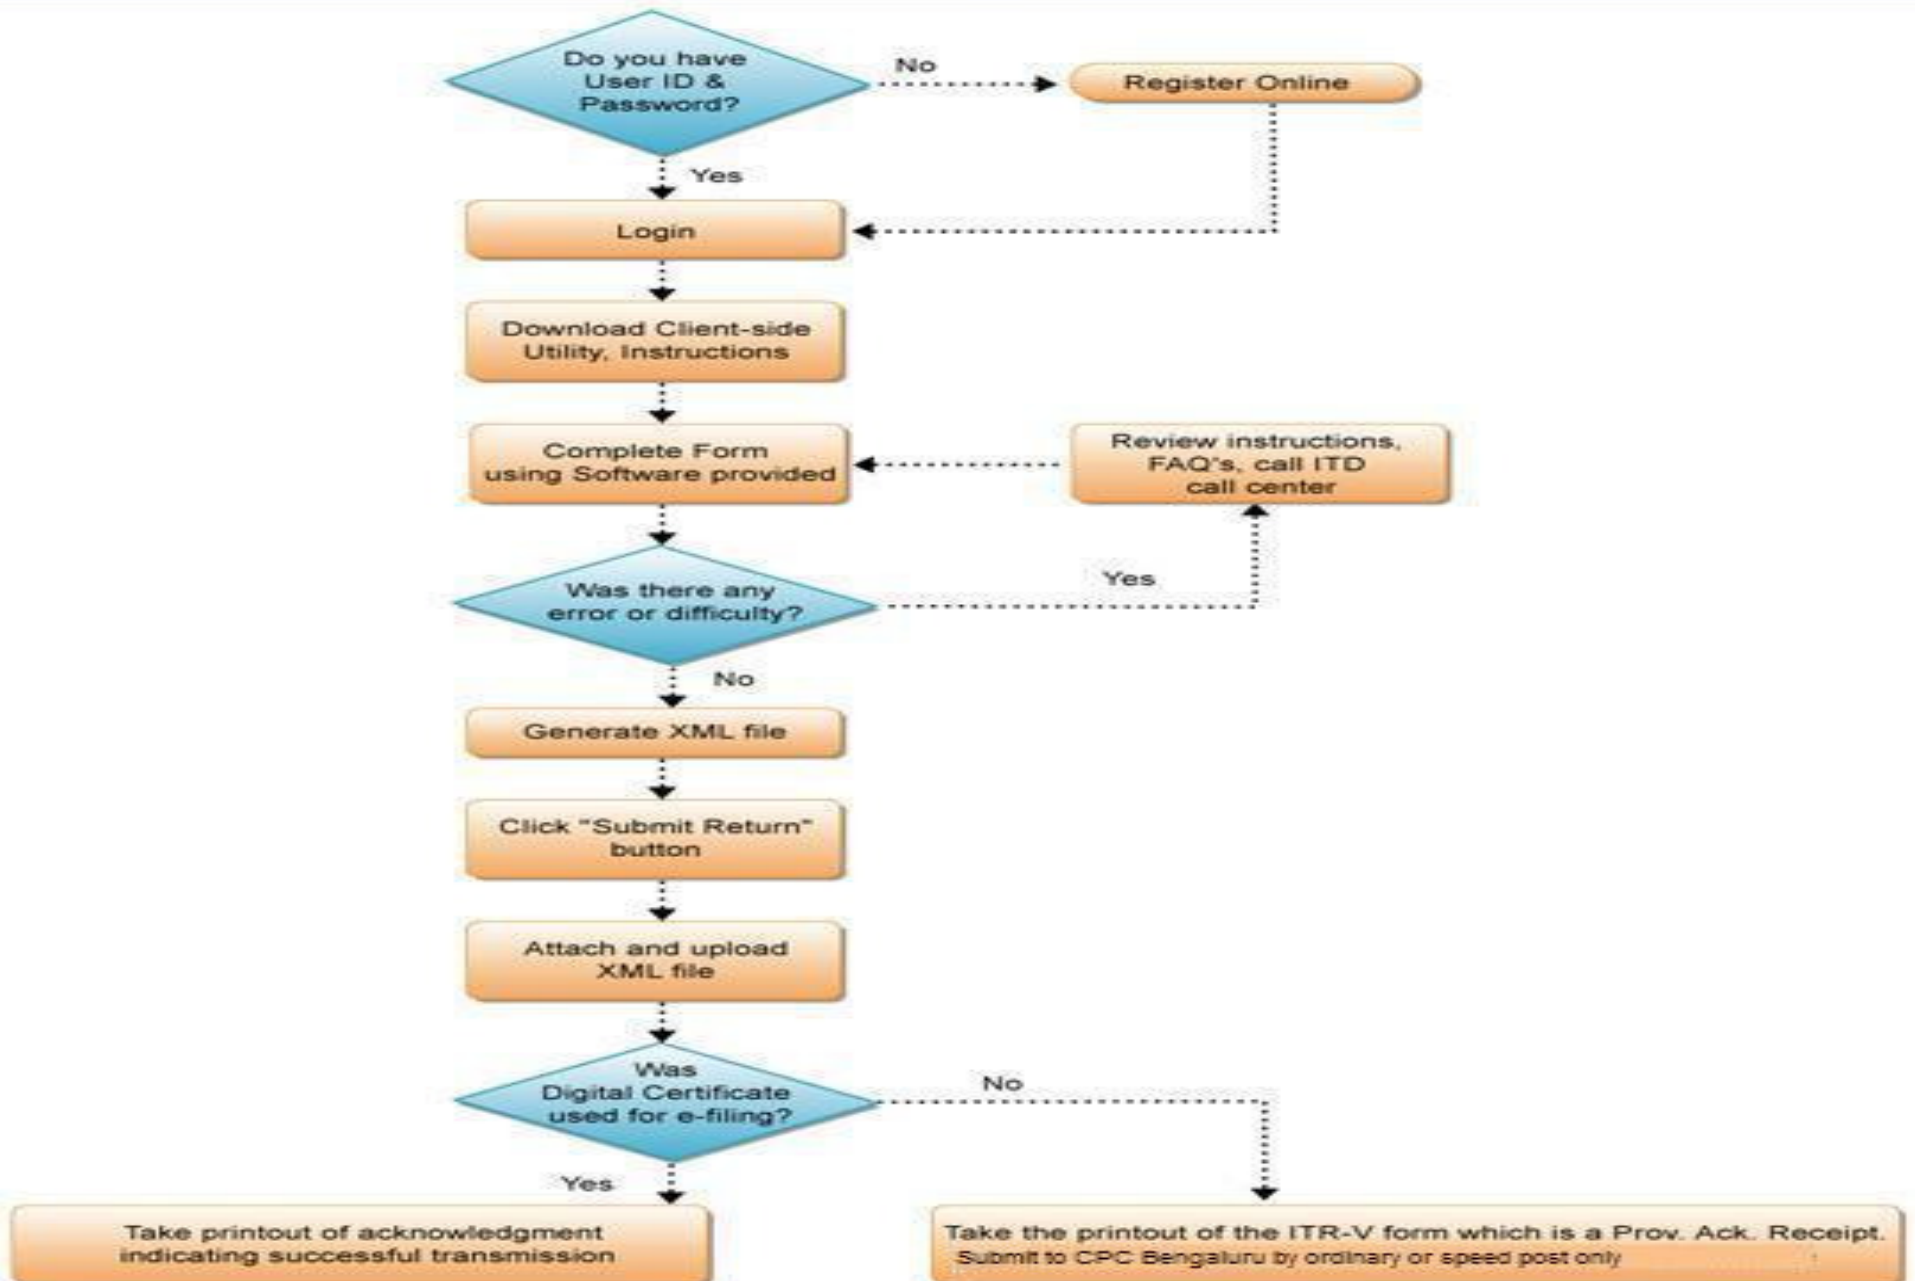 Do you have
User ID &
Password?
No
Register Online
Yes
Login
Download Client-side
Utility, Instructions
Complete Form
using Software provided
Review instructions,
FAQ's, call ITD
call center
Was there any
error or difficulty?
Yes
No
Generate XML file
Click "Submit Return"
button
Attach and upload
XML file
Was
Digital Certificate
used for e-filing?
No
Yes
Take printout of acknowledgment
indicating successful transmission
Take the printout of the ITR-V form which is a Prov. Ack. Receipt.
Submit to CPC Bengaluru by ordinary or speed post only